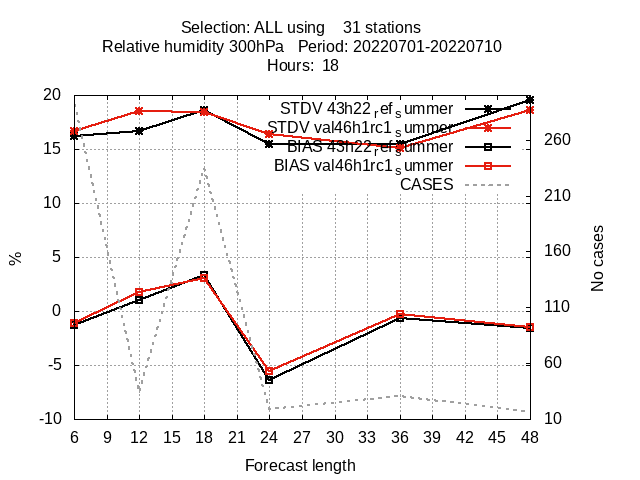 Selection: ALL using    31 stations
Relative humidity 300hPa   Period: 20220701-20220710
Hours:  18
STDV 43h22_ref_summer
STDV val46h1rc1_summer
BIAS 43h22_ref_summer
BIAS val46h1rc1_summer
CASES
20
15
10
5
0
-5
-10
%
260
210
160
110
60
10
No cases
6 9 12 15 18 21 24 27 30 33 36 39 42 45 48
Forecast length